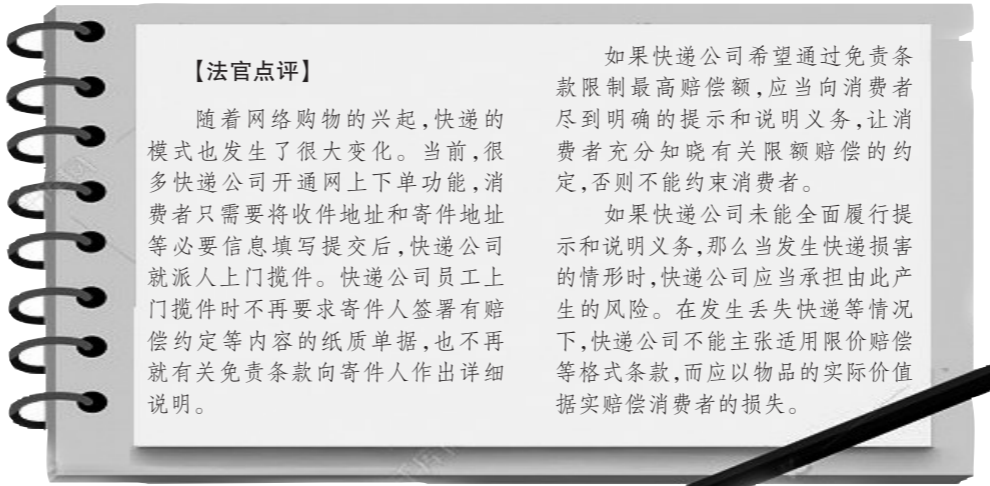 【法官点评】
随着网络购物的兴起,快递的
模式也发生了很大变化。当前,很
多快递公司开通网上下单功能,消
费者只需要将收件地址和寄件地址
等必要信息填写提交后,快递公司
就派人上门揽件。快递公司员工上
门揽件时不再要求寄件人签署有赔
偿约定等内容的纸质单据,也不再
就有关免责条款向寄件人作出详细
说明。
如果快递公司希望通过免责条
款限制最高赔偿额,应当向消费者
尽到明确的提示和说明义务,让消
费者充分知晓有关限额赔偿的约
定,否则不能约束消费者。
如果快递公司未能全面履行提
示和说明义务,那么当发生快递损害
的情形时,快递公司应当承担由此产
生的风险。在发生丢失快递等情况
下,快递公司不能主张适用限价赔偿
等格式条款,而应以物品的实际价值
据实赔偿消费者的损失。